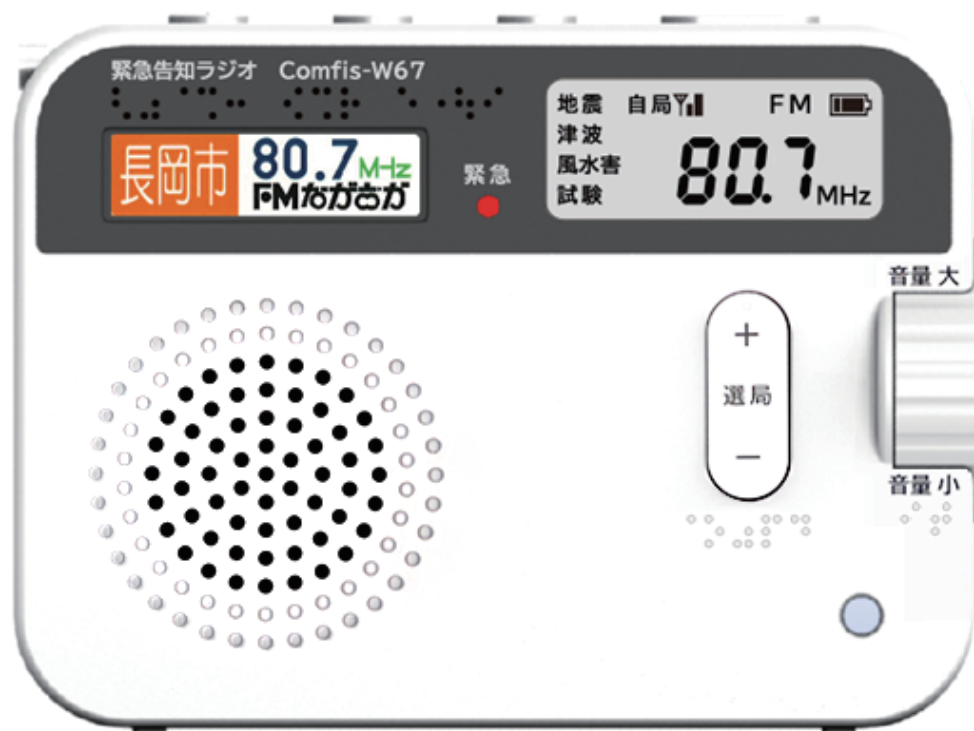 緊急告知ラジオ Comfis-W67
長岡市
80.7MHz
FMながおか
緊急
地震 自局 FM
津波
風水害
試験
80.7MHz
音量 大
+
選局
−
音量 小